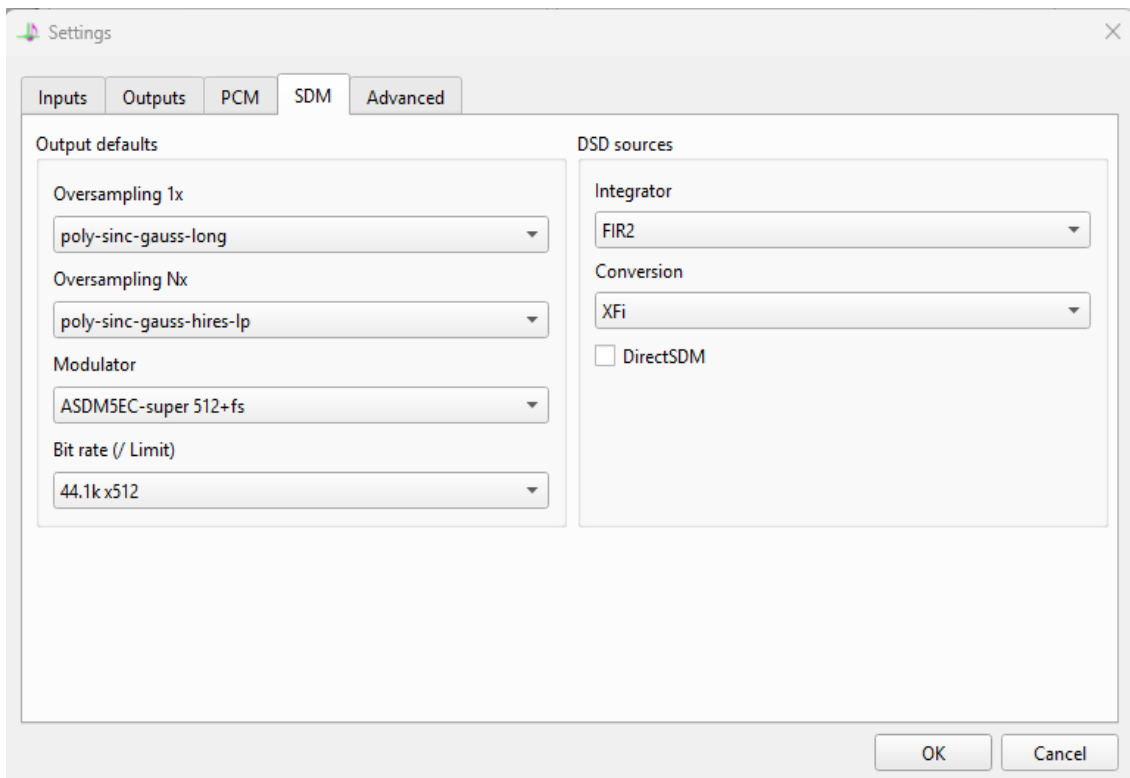 Settings
Inputs
Outputs
PCM
SDM
Advanced
Output defaults
Oversampling 1x
poly-sinc-gauss-long
Oversampling Nx
poly-sinc-gauss-hires-lp
Modulator
ASDM5EC-super 512+fs
Bit rate (/ Limit)
44.1k x512
DSD sources
Integrator
FIR2
Conversion
XFi
DirectSDM
OK
Cancel